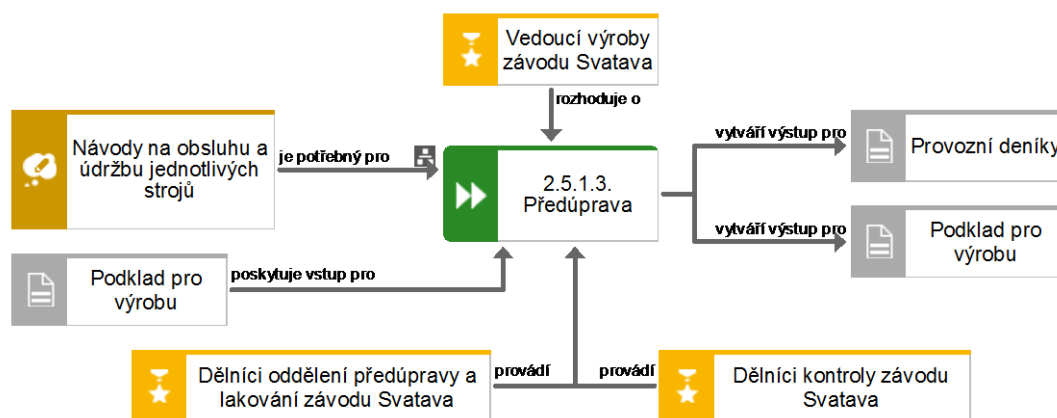 Vedoucí výroby
závodu Svatava
rozhoduje o
Návody na obsluhu a
údržbu jednotlivých
strojů
je potřebný pro
2.5.1.3.
Předúprava
vytváří výstup pro
Provozní deníky
vytváří výstup pro
Podklad pro
výrobu
Podklad pro
výrobu
poskytuje vstup pro
Dělníci oddělení předúpravy a
lakování závodu Svatava
provádí
provádí
Dělníci kontroly závodu
Svatava